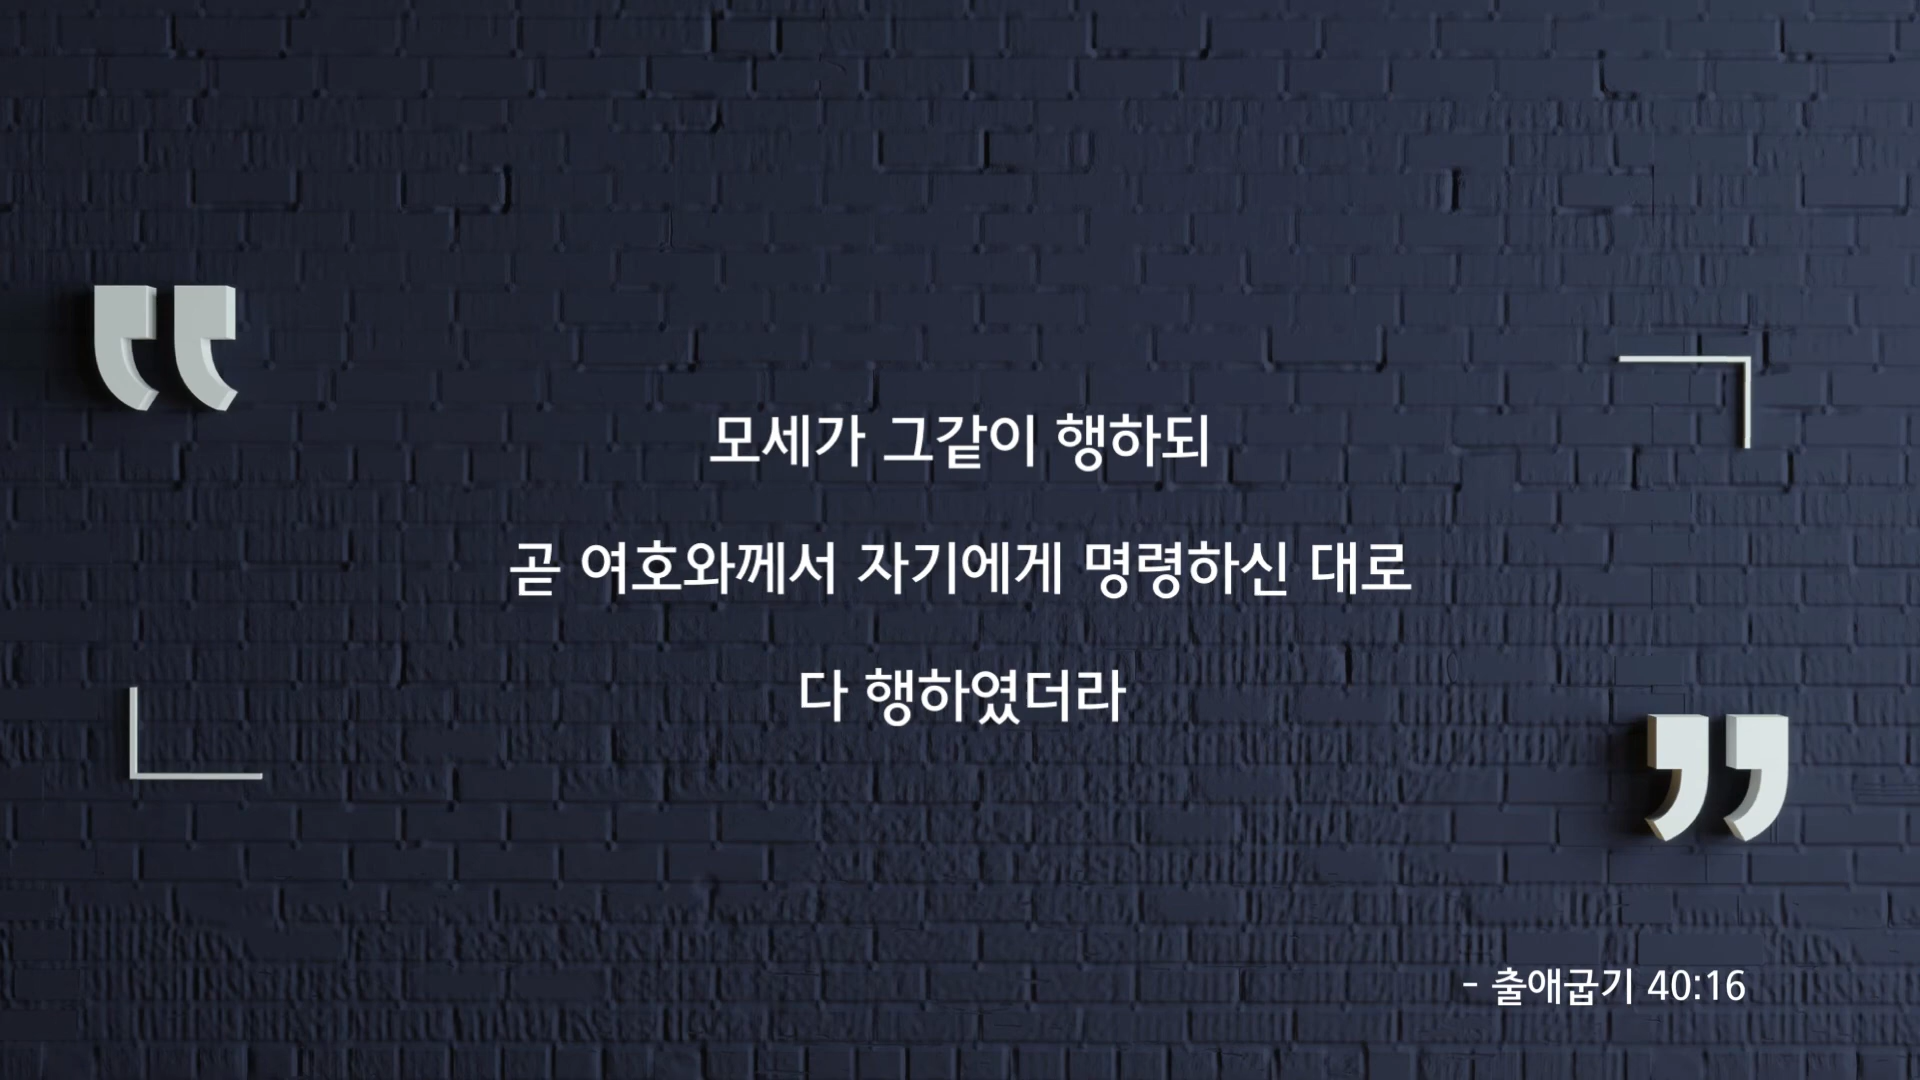 모세가 그같이 행하되
곧 여호와께서 자기에게 명령하신 대로
다 행하였더라
- 출애굽기 40:16